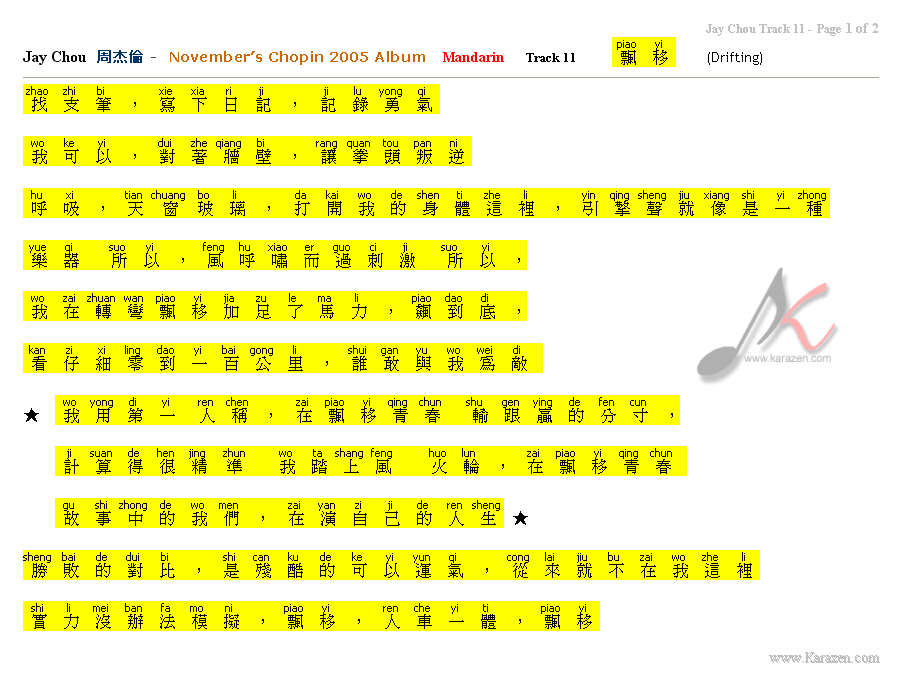 Jay Chou Track 11 - Page 1 of 2
piao yi
Jay Chou 周杰倫 - November's Chopin 2005 Album Mandarin Track 11 飄 移 (Drifting)
zhao zhi bi xie xia ri ji ji lu yong qi
找 支 筆 , 寫 下 日 記 , 記 錄 勇 氣
wo ke yi dui zhe qiang bi rang quan tou pan ni
我 可 以 , 對 著 牆 壁 , 讓 拳 頭 叛 逆
hu xi tian chuang bo li da kai wo de shen ti zhe li yin qing sheng jiu xiang shi yi zhong
呼 吸 , 天 窗 玻 璃 , 打 開 我 的 身 體 這 裡 , 引 擎 聲 就 像 是 一 種
yue qi suo yi feng hu xiao er guo ci ji suo yi
樂 器 所 以 , 風 呼 嘯 而 過 刺 激 所 以 ,
wo zai zhuan wan piao yi jia zu le ma li piao dao di
我 在 轉 彎 飄 移 加 足 了 馬 力 , 飆 到 底 ,
kan zi xi ling dao yi bai gong li shui gan yu wo wei di
看 仔 細 零 到 一 百 公 里 , 誰 敢 與 我 為 敵
wo yong di yi ren chen zai piao yi qing chun shu gen ying de fen cun
★ 我 用 第 一 人 稱 , 在 飄 移 青 春 輸 跟 贏 的 分 寸 ,
ji suan de hen jing zhun wo ta shang feng huo lun zai piao yi qing chun
計 算 得 很 精 準 我 踏 上 風 火 輪 , 在 飄 移 青 春
gu shi zhong de wo men zai yan zi ji de ren sheng
故 事 中 的 我 們 , 在 演 自 己 的 人 生 ★
sheng bai de dui bi shi can ku de ke yi yun qi cong lai jiu bu zai wo zhe li
勝 敗 的 對 比 , 是 殘 酷 的 可 以 運 氣 , 從 來 就 不 在 我 這 裡
shi li mei ban fa mo ni piao yi ren che yi ti piao yi
實 力 沒 辦 法 模 擬 , 飄 移 , 人 車 一 體 , 飄 移
www.karazen.com
www.Karazen.com